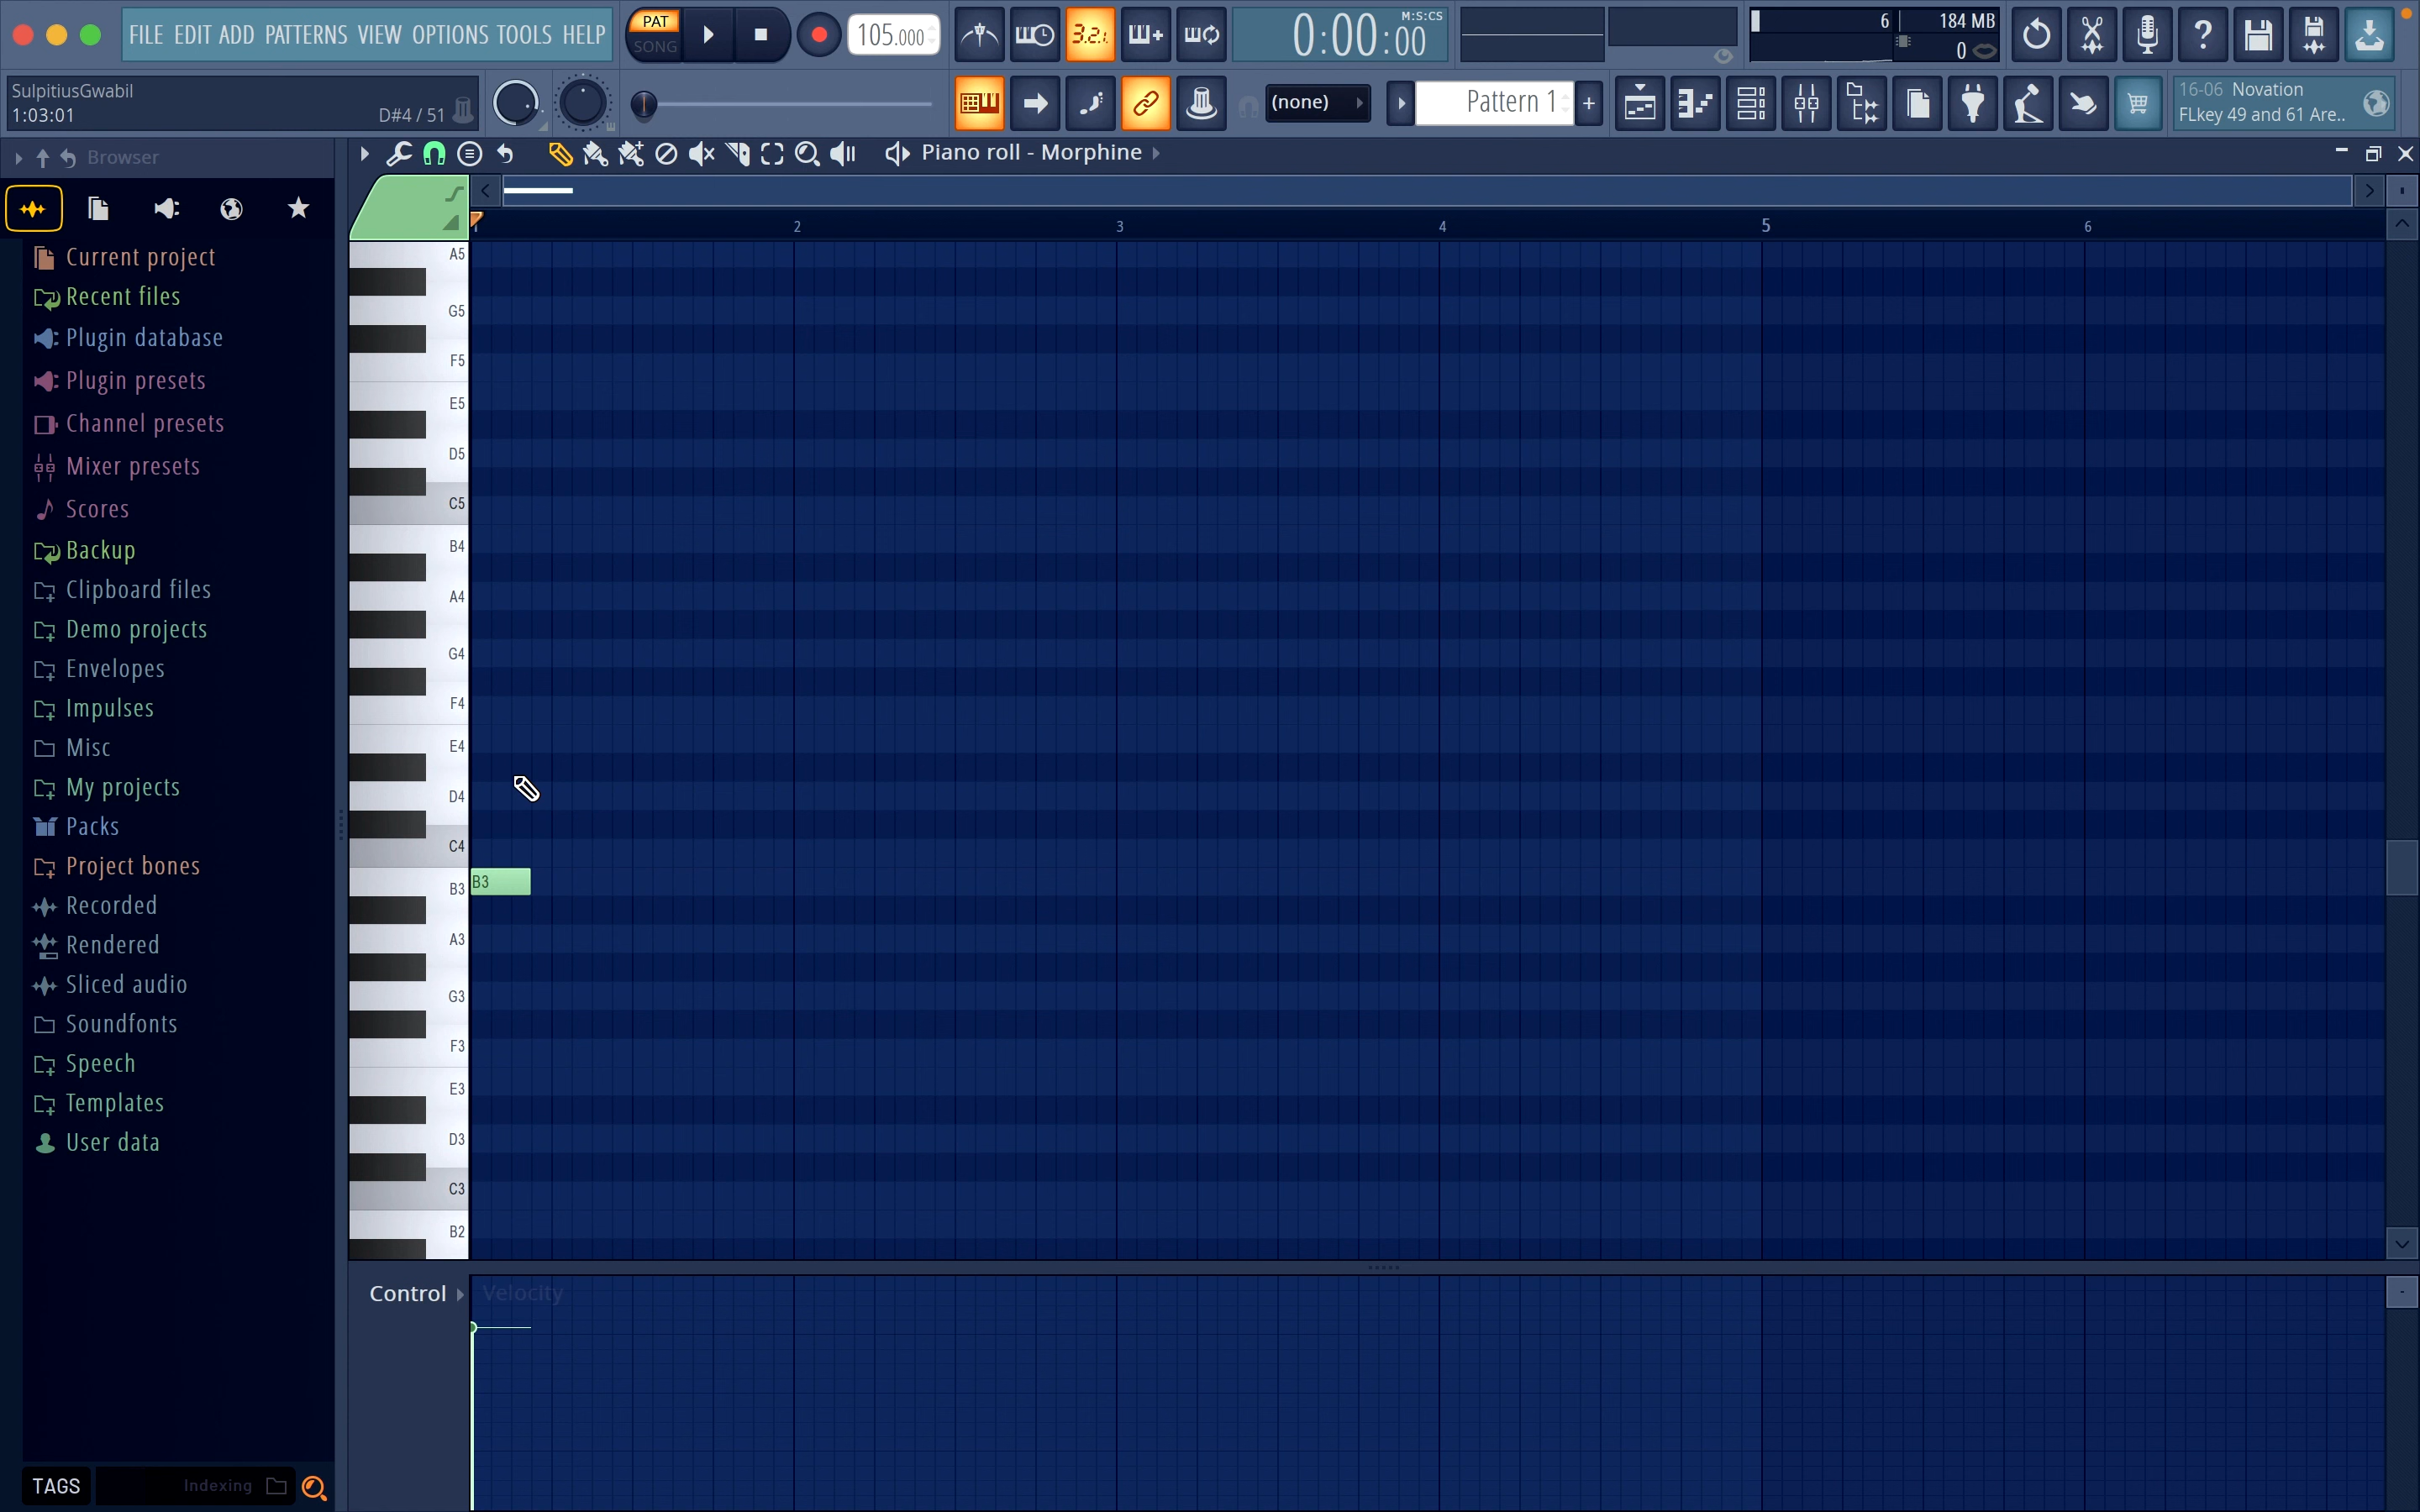 FILE EDIT ADD PATTERNS VIEW OPTIONS TOOLS HELP
PAT
SONG
105.000
3.2.
0:00:00
M:S:CS
6
184 MB
0
?
SulpitiusGwabil
1:03:01
D#4 / 51
(none)
Pattern 1
+
16-06 Novation
FLkey 49 and 61 Are..
Browser
Piano roll - Morphine
Current project
Recent files
Plugin database
Plugin presets
Channel presets
Mixer presets
Scores
Backup
Clipboard files
Demo projects
Envelopes
Impulses
Misc
My projects
Packs
Project bones
Recorded
Rendered
Sliced audio
Soundfonts
Speech
Templates
User data
TAGS
Indexing
2
3
4
5
6
A5
G5
F5
E5
D5
C5
B4
A4
G4
F4
E4
D4
C4
B3
B3
A3
G3
F3
E3
D3
C3
B2
Control
Velocity